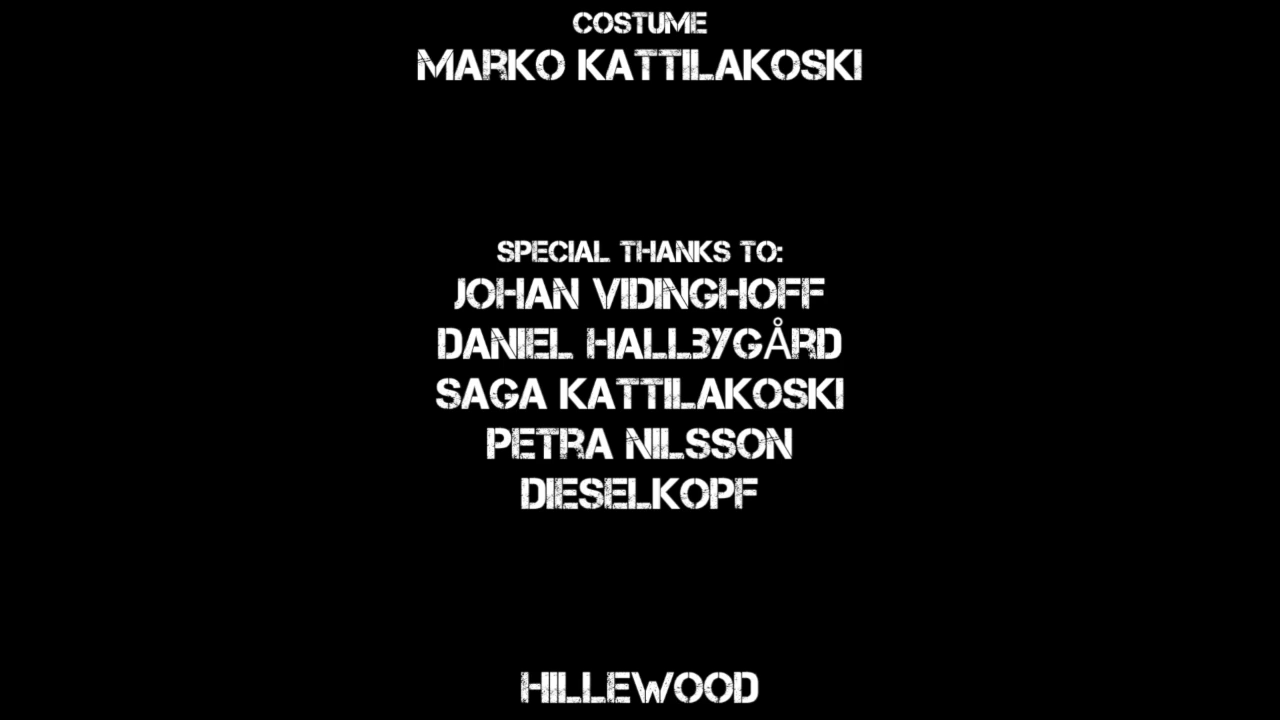 COSTUME
MARKO KATTILAKOSKI
SPECIAL THANKS TO:
JOHAN VIDINGHOFF
DANIEL HALLBYGÅRD
SAGA KATTILAKOSKI
PETRA NILSSON
DIESELKOPF
HILLEWOOD